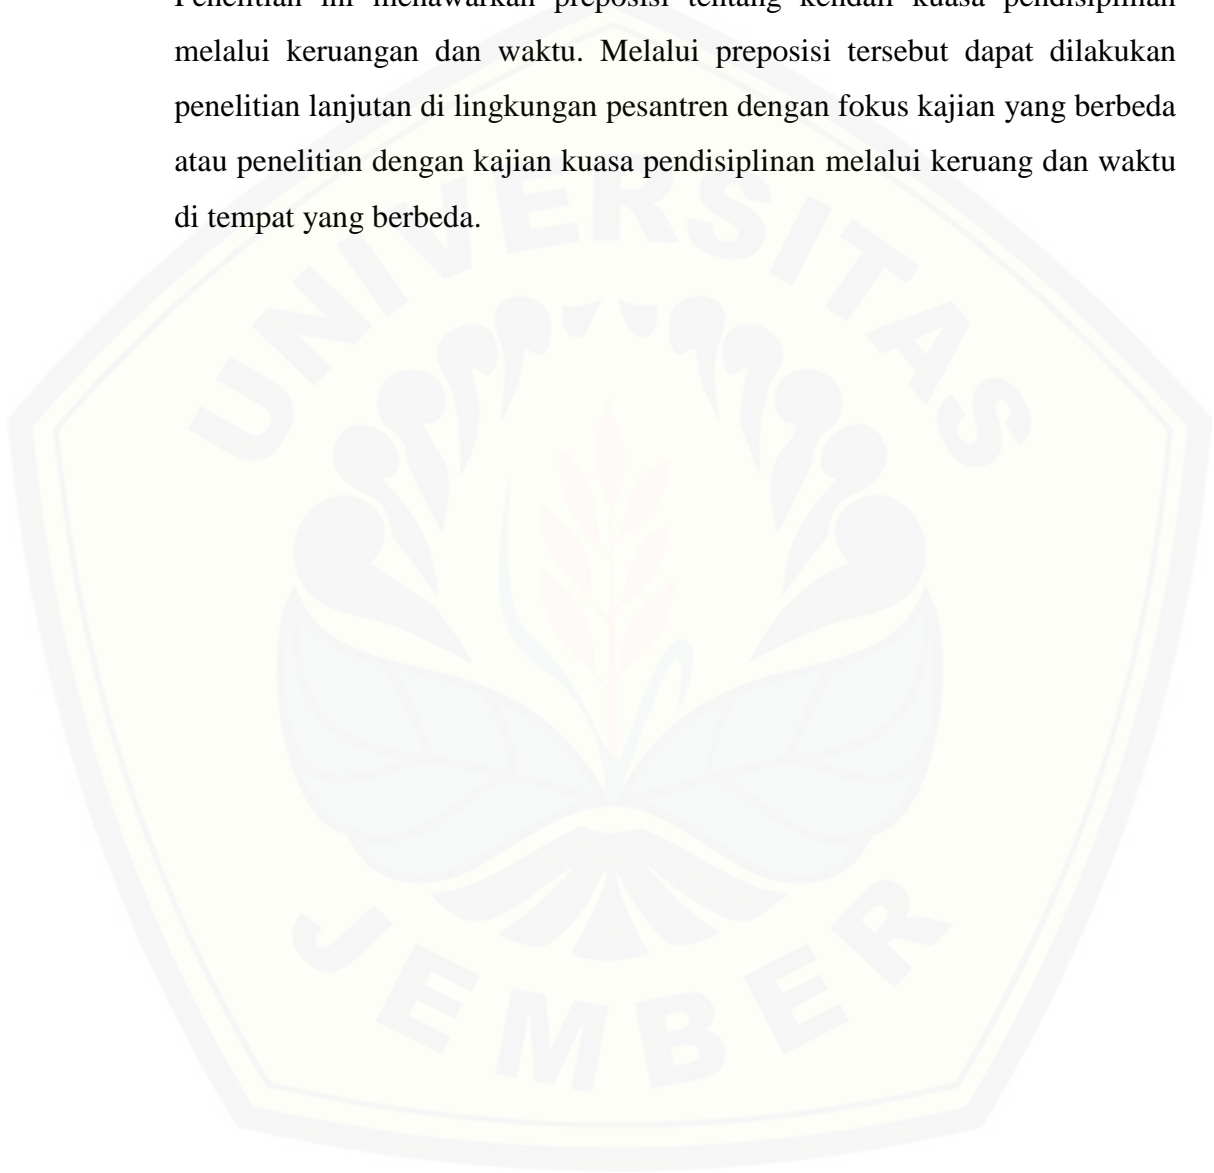 Penelitian ini menawarkan preposisi tentang kendali kuasa pendisiplinan
melalui keruangan dan waktu. Melalui preposisi tersebut dapat dilakukan
penelitian lanjutan di lingkungan pesantren dengan fokus kajian yang berbeda
atau penelitian dengan kajian kuasa pendisiplinan melalui keruang dan waktu
di tempat yang berbeda.
UNIVERSITAS
JEMBER